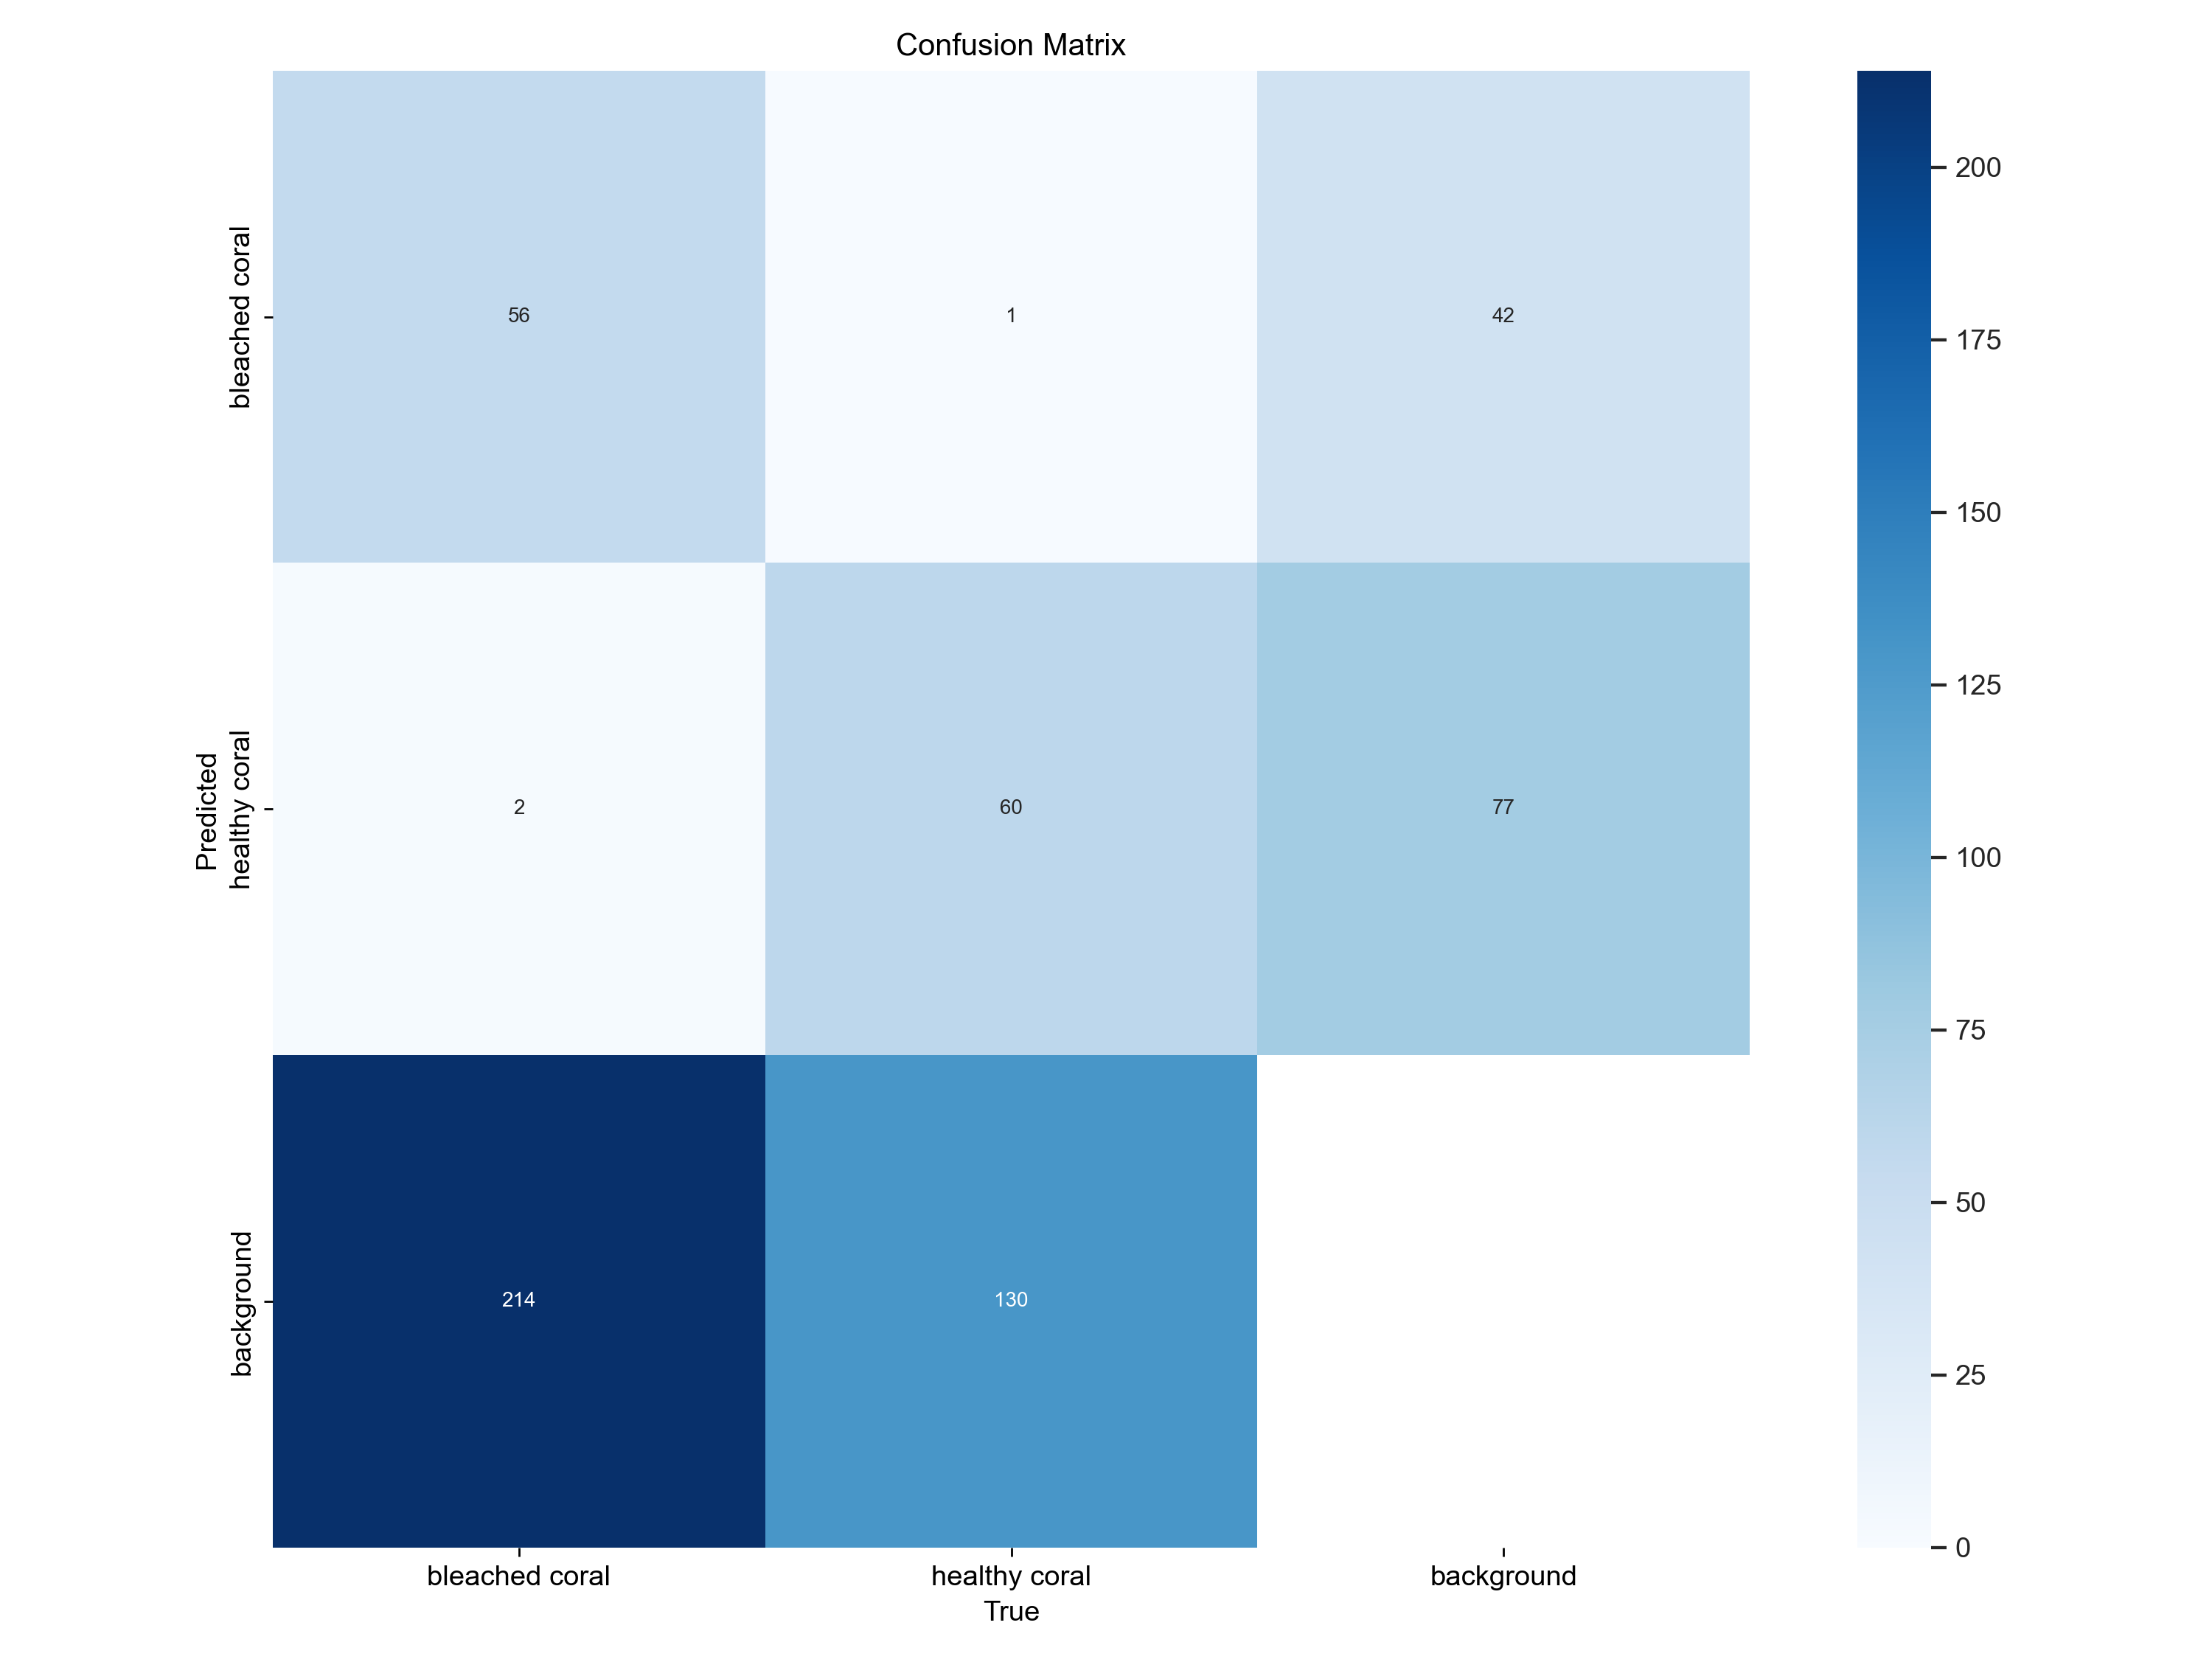 Confusion Matrix
bleached coral
56
1
42
Predicted
healthy coral
2
60
77
background
214
130
bleached coral
healthy coral
background
True
200
175
150
125
100
75
50
25
0